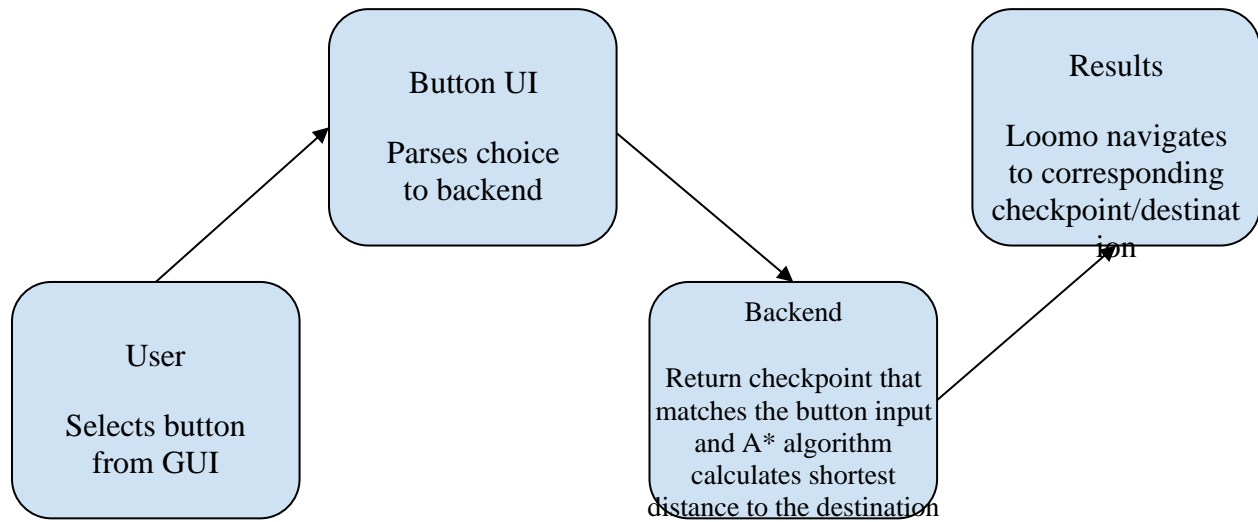 User
Selects button
from GUI
Button UI
Parses choice
to backend
Backend
Return checkpoint that
matches the button input
and A* algorithm
calculates shortest
distance to the destination
Results
Loomo navigates
to corresponding
checkpoint/destinat
ion